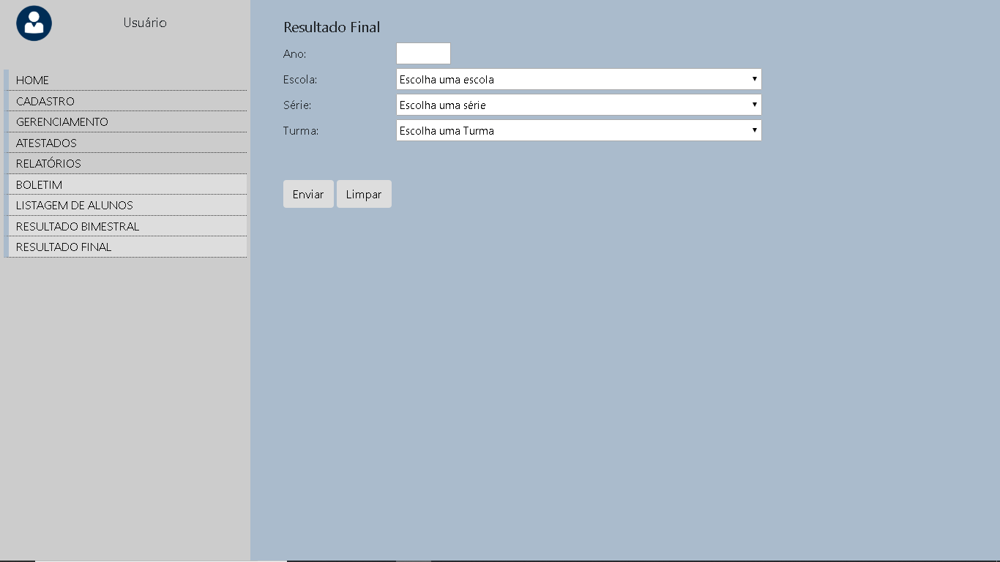 Usuário
HOME
CADASTRO
GERENCIAMENTO
ATESTADOS
RELATÓRIOS
BOLETIM
LISTAGEM DE ALUNOS
RESULTADO BIMESTRAL
RESULTADO FINAL
Resultado Final
Ano:
Escola: Escolha uma escola
Série: Escolha uma série
Turma: Escolha uma Turma
Enviar Limpar